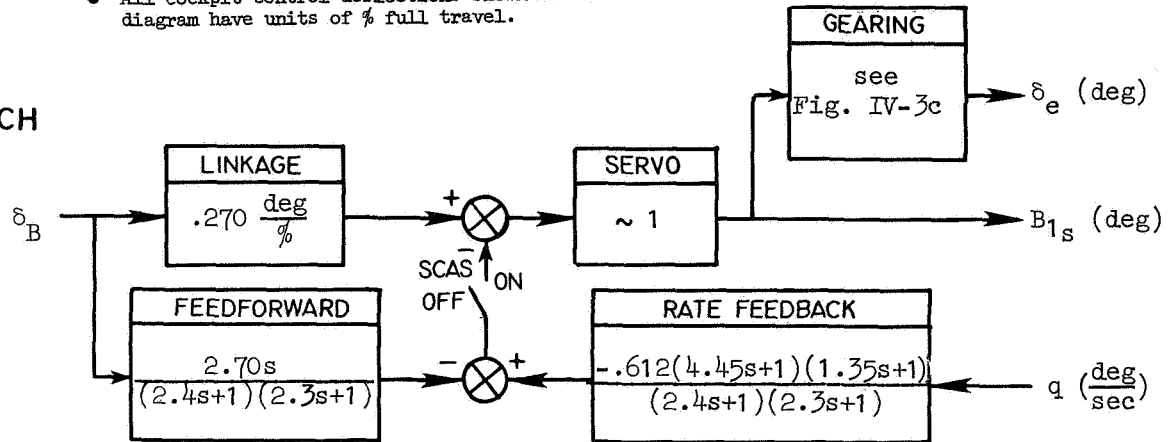 diagram have units of % full travel.
GEARING
see
Fig. IV-3c
δe (deg)
CH
LINKAGE
.270 deg/%
δB
+
SERVO
~ 1
B1s (deg)
−
SCAS ON
OFF
FEEDFORWARD
2.70s
(2.4s+1)(2.3s+1)
−
+
RATE FEEDBACK
-.612(4.45s+1)(1.35s+1)
(2.4s+1)(2.3s+1)
q (deg/sec)